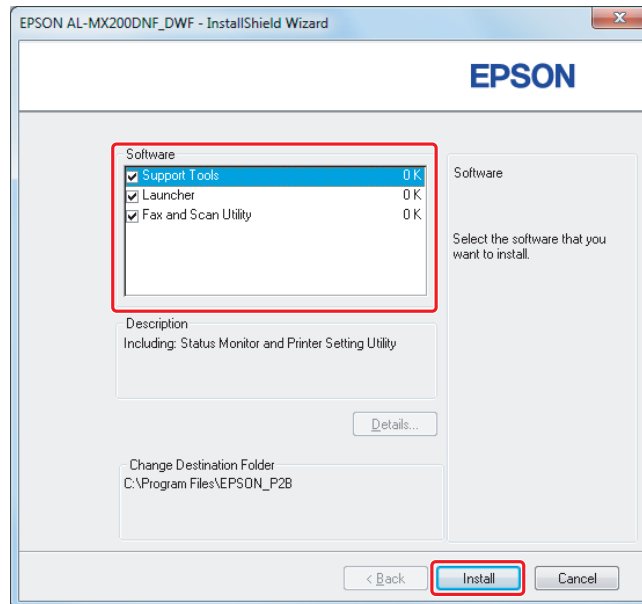 EPSON AL-MX200DNF_DWF - InstallShield Wizard
EPSON
Software
Support Tools 0 K
Launcher 0 K
Fax and Scan Utility 0 K
Software
Select the software that you
want to install.
Description
Including: Status Monitor and Printer Setting Utility
Details...
Change Destination Folder
C:\Program Files\EPSON_P2B
< Back
Install
Cancel